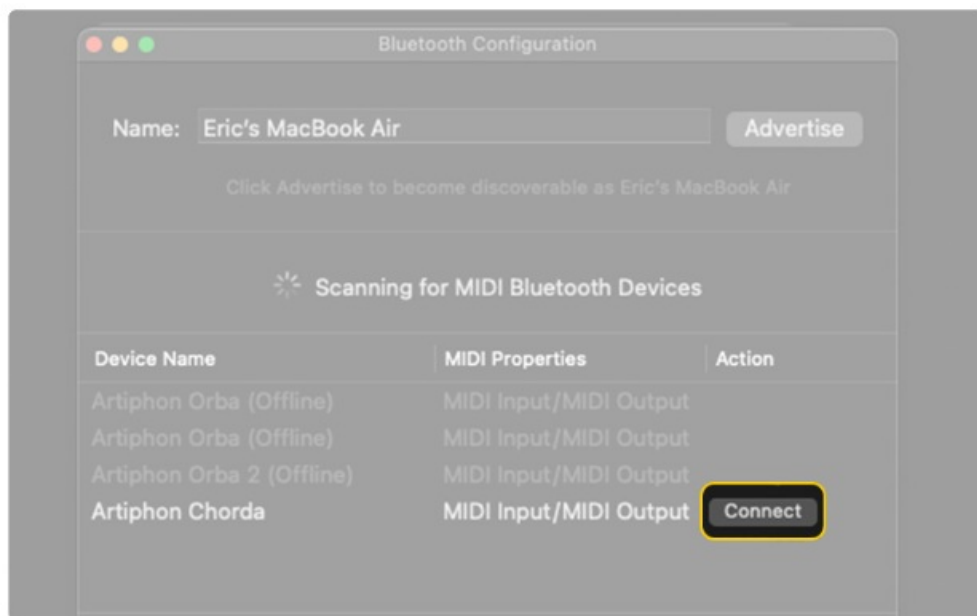 Bluetooth Configuration
Name: Eric's MacBook Air Advertise
Click Advertise to become discoverable as Eric's MacBook Air
Scanning for MIDI Bluetooth Devices
Device Name MIDI Properties Action
Artiphon Orba (Offline) MIDI Input/MIDI Output
Artiphon Orba (Offline) MIDI Input/MIDI Output
Artiphon Orba 2 (Offline) MIDI Input/MIDI Output
Artiphon Chorda MIDI Input/MIDI Output Connect